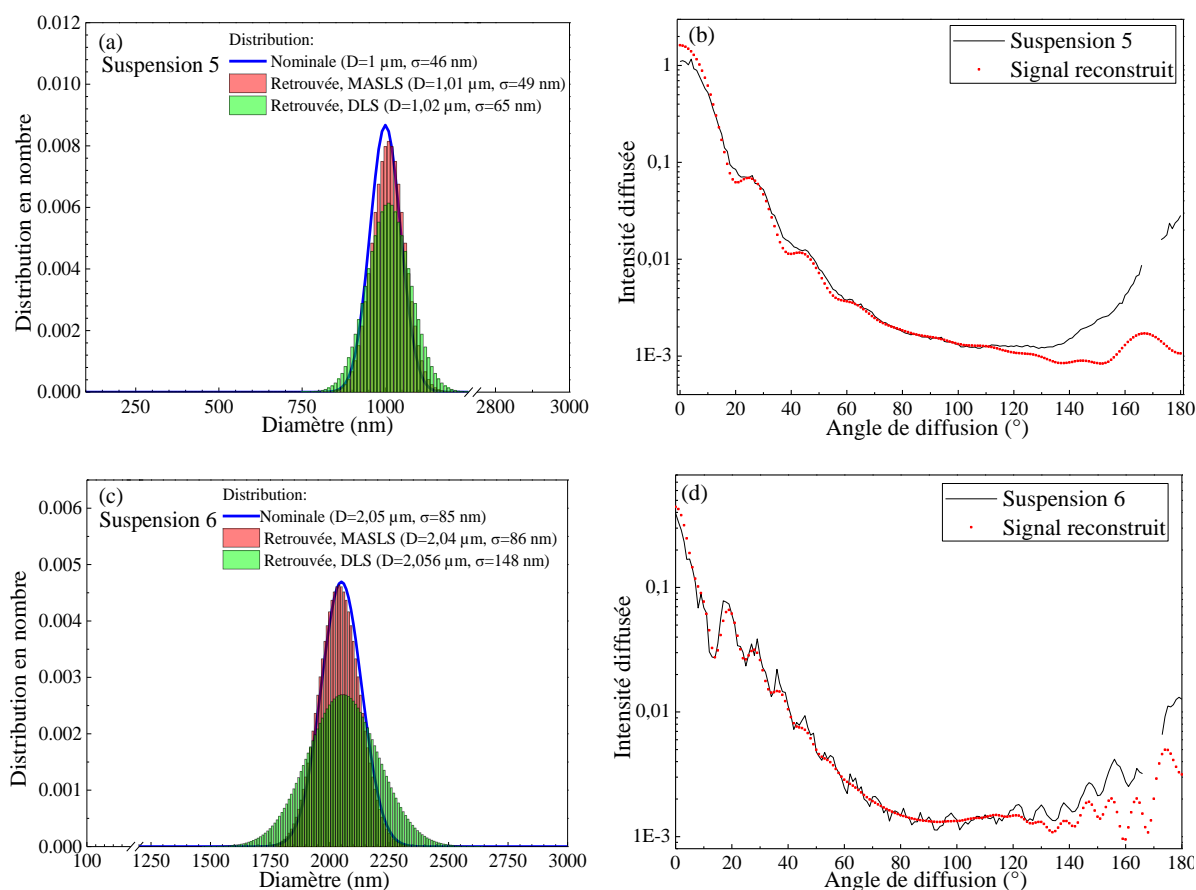 (a)
Suspension 5
Distribution:
Nominale (D=1 µm, σ=46 nm)
Retrouvée, MASLS (D=1,01 µm, σ=49 nm)
Retrouvée, DLS (D=1,02 µm, σ=65 nm)
0.012
0.010
0.008
0.006
0.004
0.002
0.000
Distribution en nombre
250 500 750 1000 2800 3000
Diamètre (nm)
(b)
Suspension 5
Signal reconstruit
1
0,1
0,01
1E-3
Intensité diffusée
0 20 40 60 80 100 120 140 160 180
Angle de diffusion (°)
(c)
Suspension 6
Distribution:
Nominale (D=2,05 µm, σ=85 nm)
Retrouvée, MASLS (D=2,04 µm, σ=86 nm)
Retrouvée, DLS (D=2,056 µm, σ=148 nm)
0.006
0.005
0.004
0.003
0.002
0.001
0.000
Distribution en nombre
100 1250 1500 1750 2000 2250 2500 2750 3000
Diamètre (nm)
(d)
Suspension 6
Signal reconstruit
0,1
0,01
1E-3
Intensité diffusée
0 20 40 60 80 100 120 140 160 180
Angle de diffusion (°)